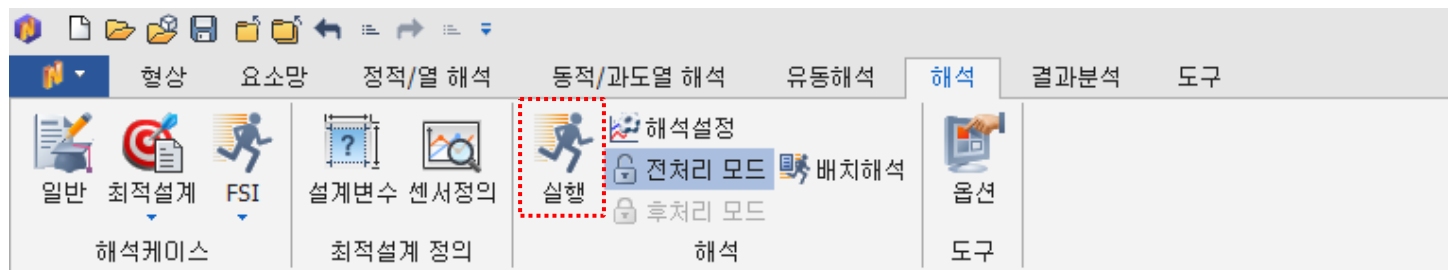 형상 요소망 정적/열 해석 동적/과도열 해석 유동해석 해석 결과분석 도구
일반 최적설계 FSI
해석케이스
설계변수 센서정의
최적설계 정의
실행
해석설정
전처리 모드
후처리 모드
배치해석
해석
옵션
도구